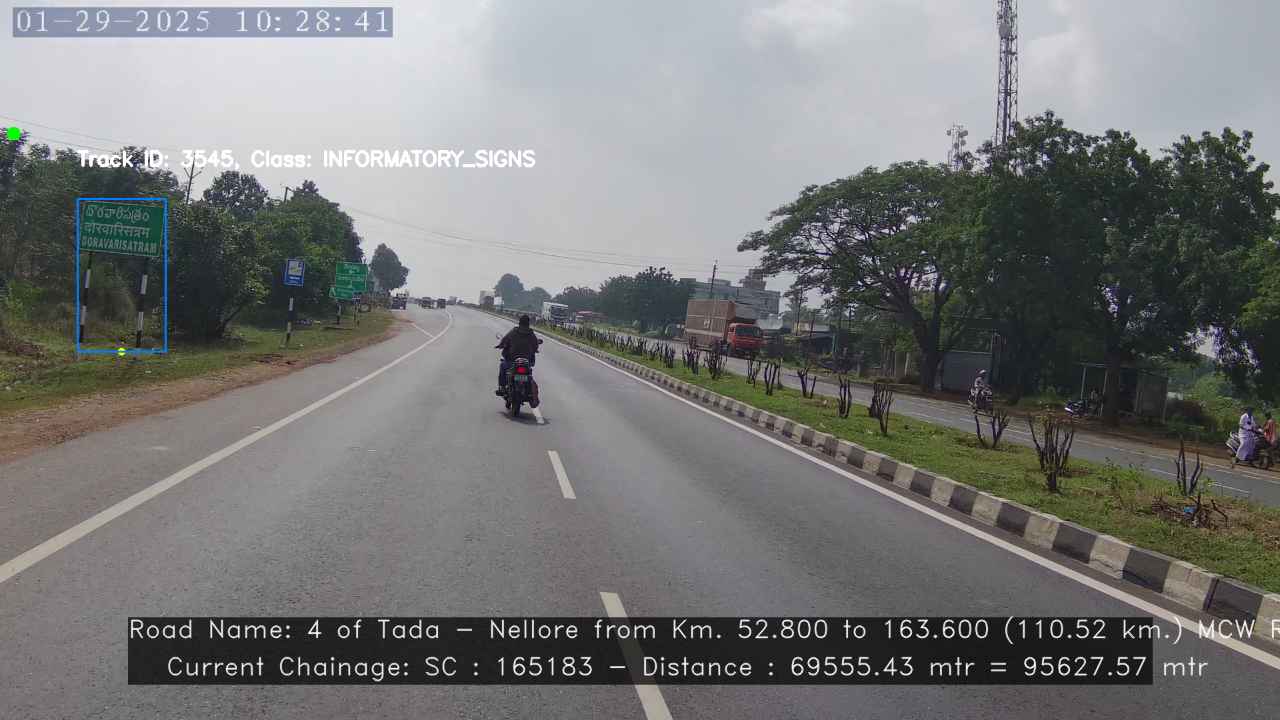 01-29-2025 10:28:41
Track ID: 3545, Class: INFORMATORY_SIGNS
దొరవారిసత్రం
दोरवारिसत्रम
DORAVARISATRAM
Road Name: 4 of Tada - Nellore from Km. 52.800 to 163.600 (110.52 km.) MCW
Current Chainage: SC : 165183 - Distance : 69555.43 mtr = 95627.57 mtr